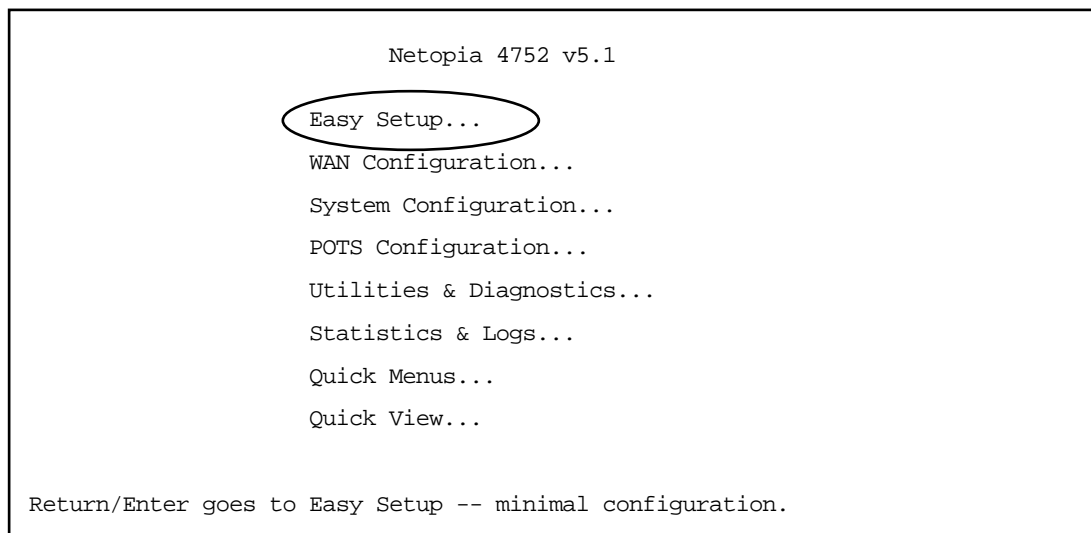 Netopia 4752 v5.1
Easy Setup...
WAN Configuration...
System Configuration...
POTS Configuration...
Utilities & Diagnostics...
Statistics & Logs...
Quick Menus...
Quick View...
Return/Enter goes to Easy Setup -- minimal configuration.